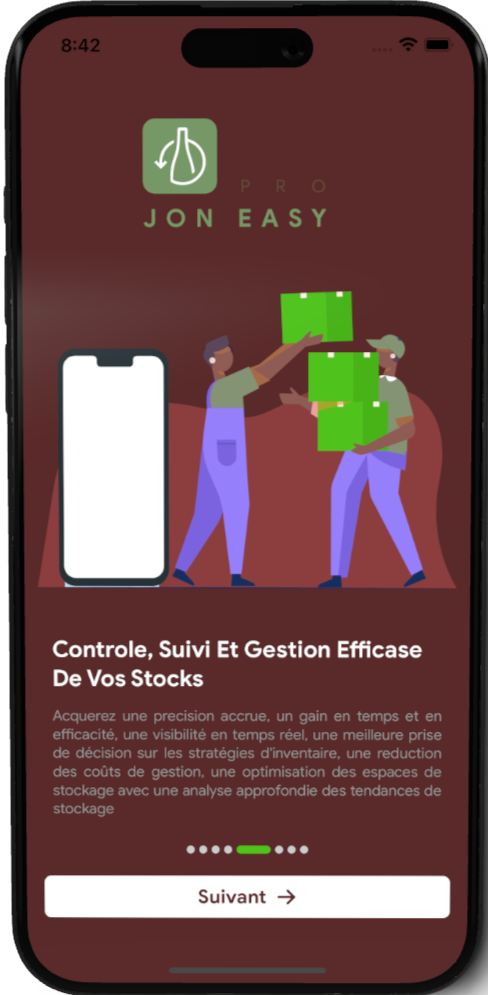 8:42
PRO
JON EASY
Controle, Suivi Et Gestion Efficase
De Vos Stocks
Acquerez une precision accrue, un gain en temps et en
efficacité, une visibilité en temps réel, une meilleure prise
de décision sur les stratégies d'inventaire, une reduction
des coûts de gestion, une optimisation des espaces de
stockage avec une analyse approfondie des tendances de
stockage
Suivant →